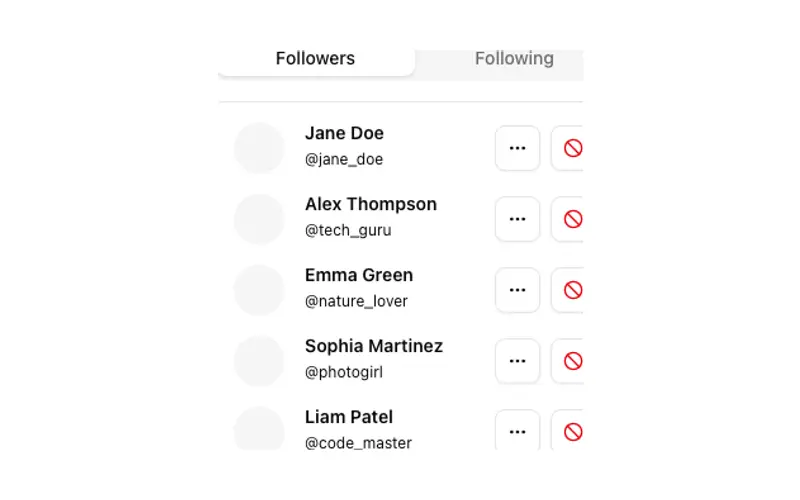 Followers
Following
Jane Doe
@jane_doe
Alex Thompson
@tech_guru
Emma Green
@nature_lover
Sophia Martinez
@photogirl
Liam Patel
@code_master